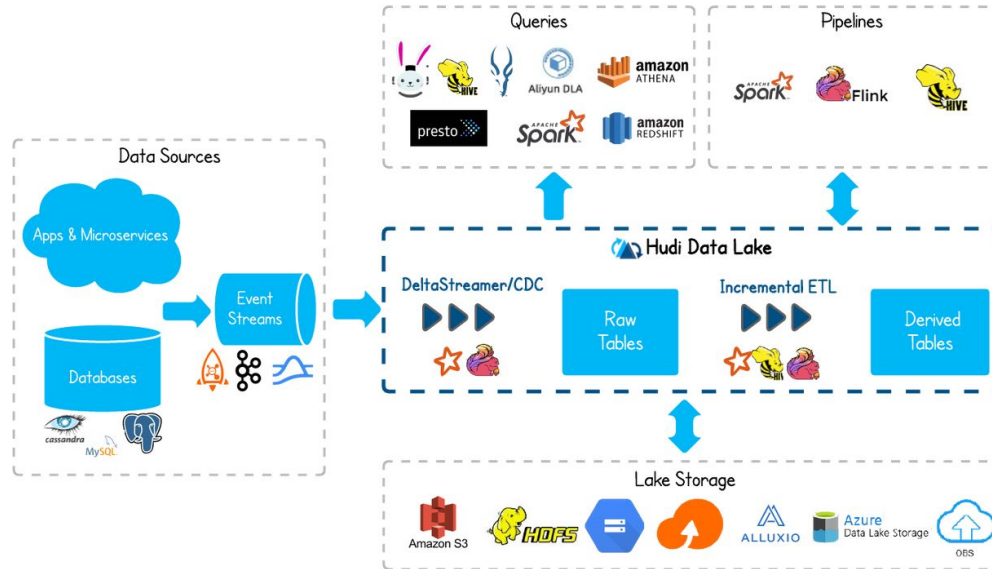 Queries
HIVE
Aliyun DLA
amazon
ATHENA
presto
APACHE
Spark
amazon
REDSHIFT
Pipelines
APACHE
Spark
Flink
HIVE
Data Sources
Apps & Microservices
Event
Streams
Databases
cassandra
MySQL
Hudi Data Lake
DeltaStreamer/CDC
Raw
Tables
Incremental ETL
Derived
Tables
Lake Storage
Amazon S3
HDFS
ALLUXIO
Azure
Data Lake Storage
OBS